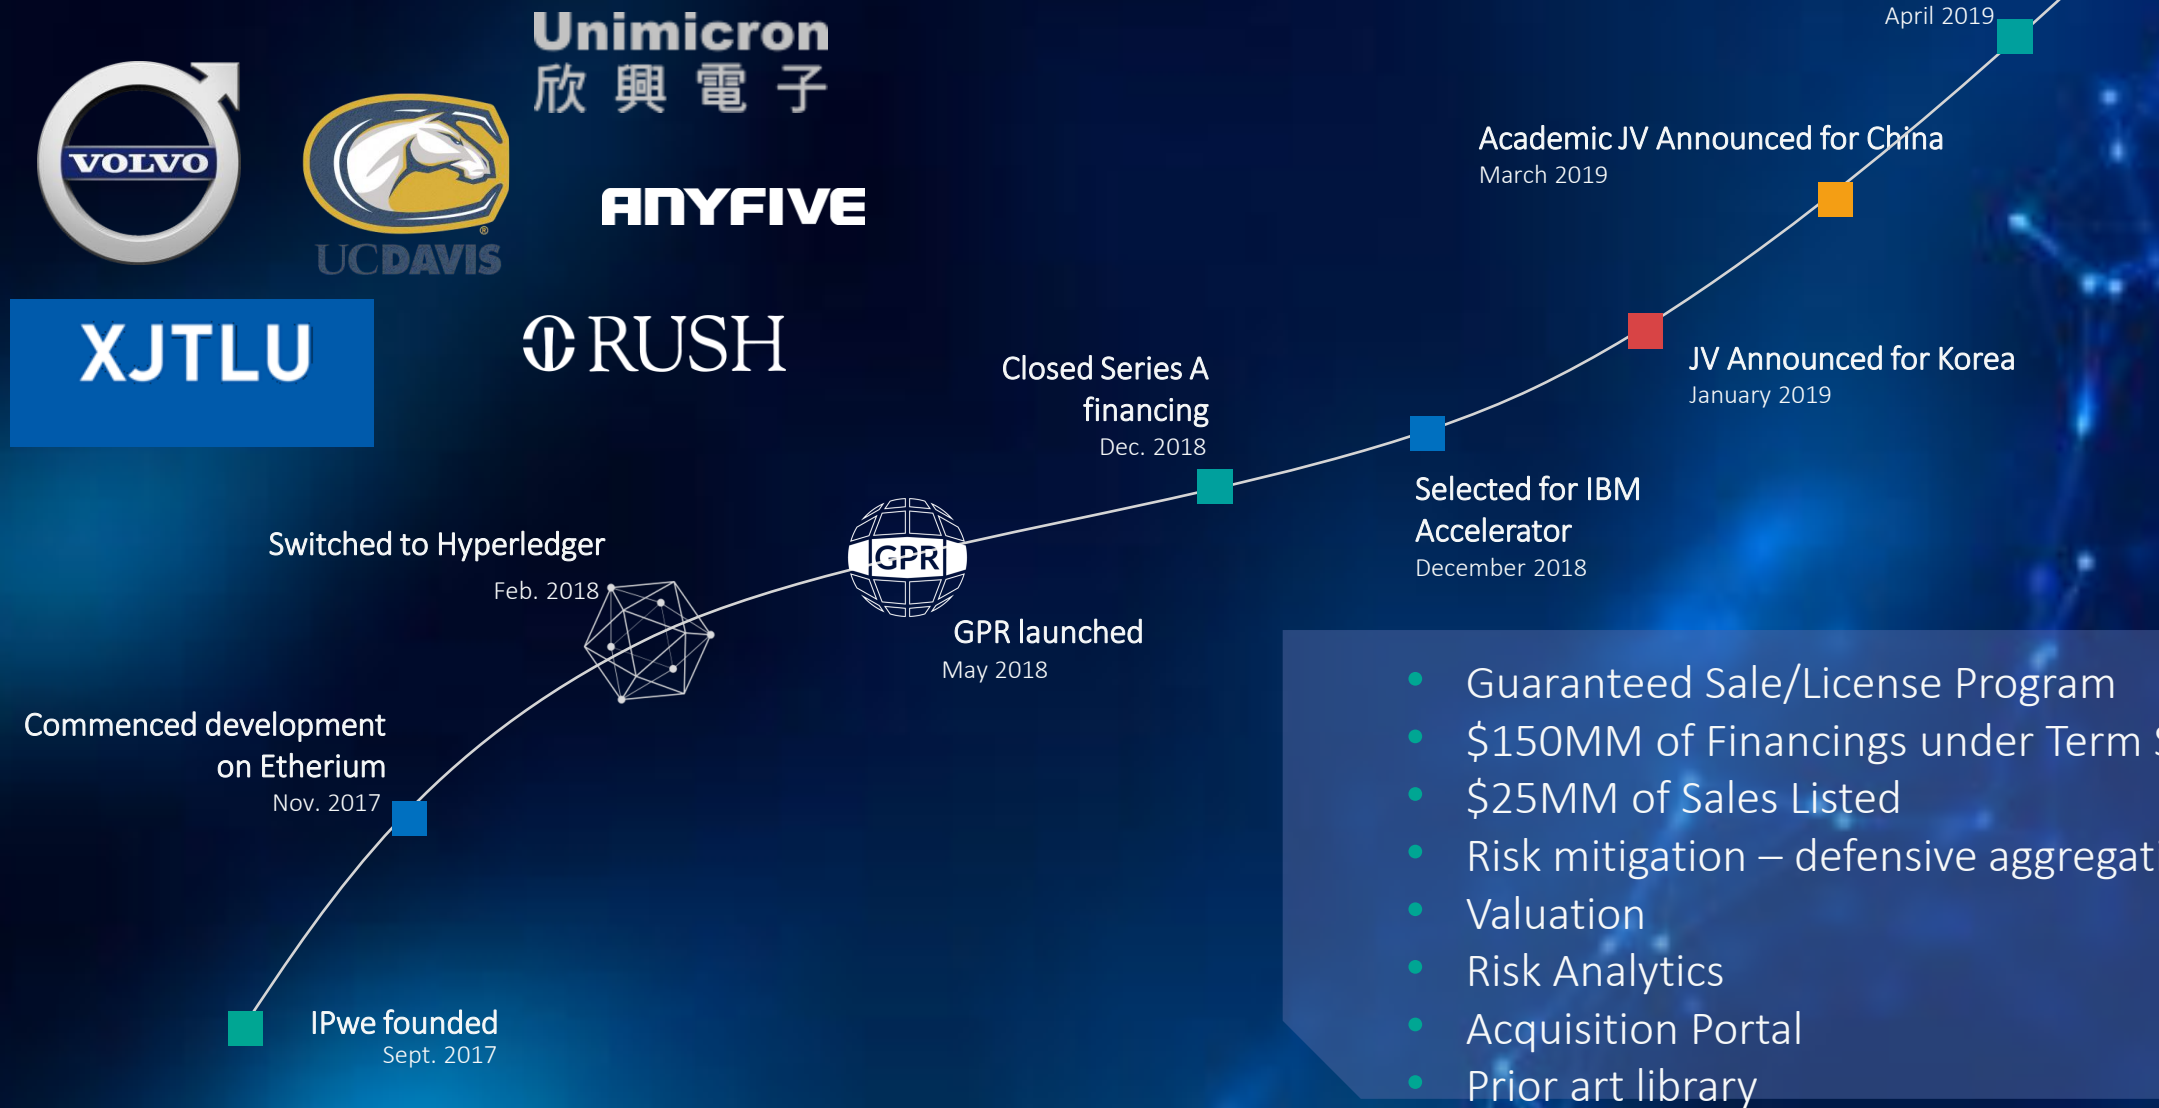 Unimicron
欣興電子
VOLVO
UCDAVIS
ANYFIVE
XJTLU
RUSH
April 2019
Academic JV Announced for China
March 2019
JV Announced for Korea
January 2019
Closed Series A
financing
Dec. 2018
Selected for IBM
Accelerator
December 2018
Switched to Hyperledger
Feb. 2018
GPR
GPR launched
May 2018
Commenced development
on Etherium
Nov. 2017
IPwe founded
Sept. 2017
Guaranteed Sale/License Program
$150MM of Financings under Term
$25MM of Sales Listed
Risk mitigation – defensive
Valuation
Risk Analytics
Acquisition Portal
Prior art library